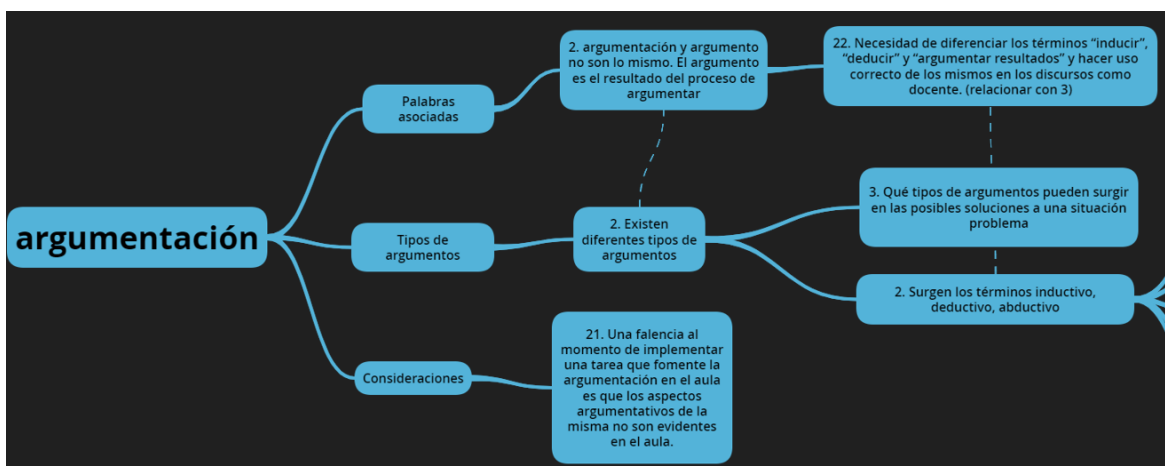 argumentación
Palabras
asociadas
2. argumentación y argumento
no son lo mismo. El argumento
es el resultado del proceso de
argumentar
22. Necesidad de diferenciar los términos “inducir”,
“deducir” y “argumentar resultados” y hacer uso
correcto de los mismos en los discursos como
docente. (relacionar con 3)
Tipos de
argumentos
2. Existen
diferentes tipos de
argumentos
3. Qué tipos de argumentos pueden surgir
en las posibles soluciones a una situación
problema
2. Surgen los términos inductivo,
deductivo, abductivo
Consideraciones
21. Una falencia al
momento de implementar
una tarea que fomente la
argumentación en el aula
es que los aspectos
argumentativos de la
misma no son evidentes
en el aula.